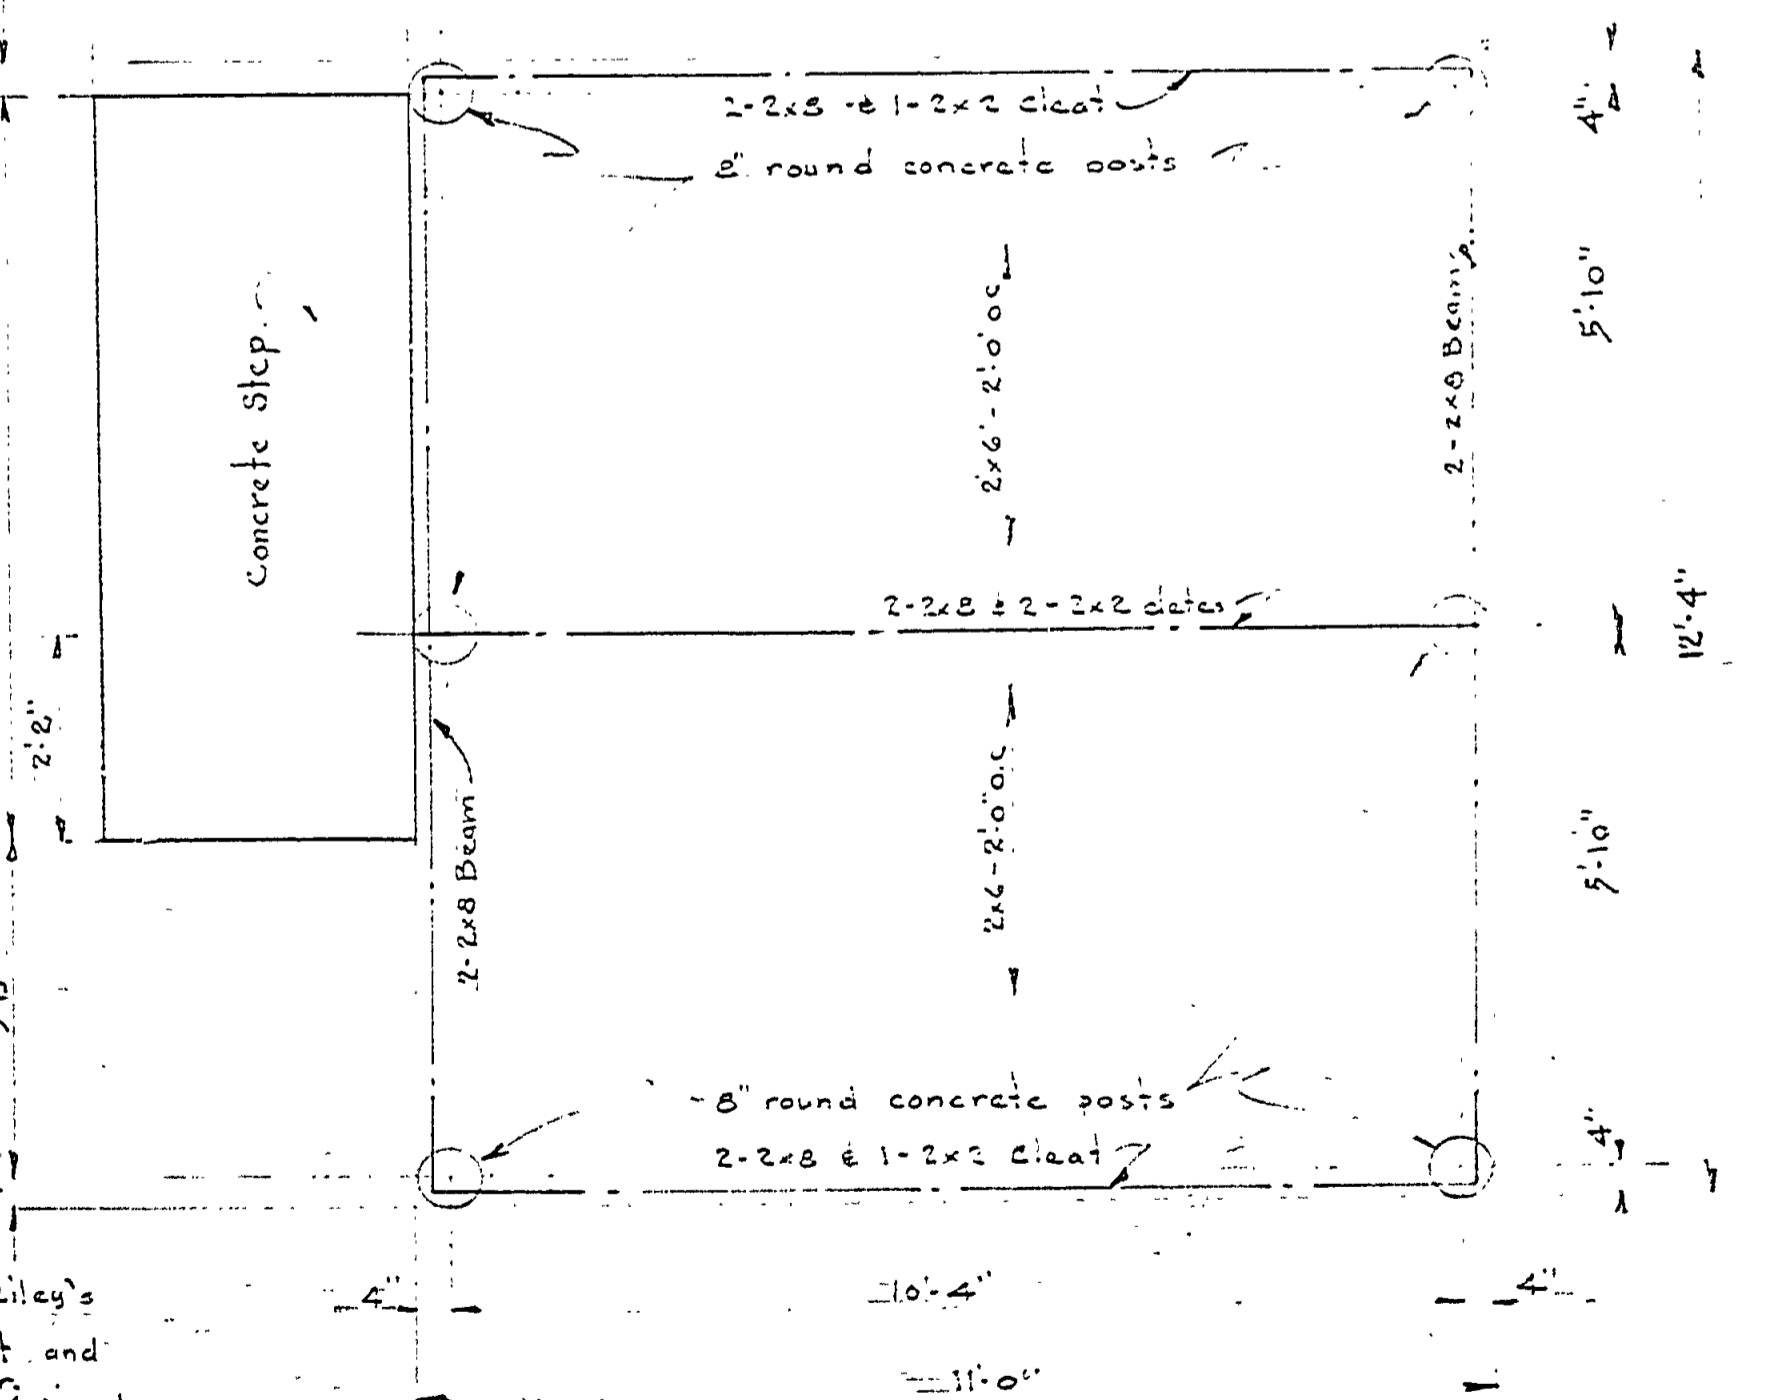 2-2x8 & 1-2x2 Cleat
4"
8" round concrete posts
5'-10"
2x6'-2'-0" o.c.
2-2x8 Beam
Concrete Step.
2-2x8 & 2-2x2 cletes
12'-4"
2'-2"
2x6-2'-0" o.c
5'-10"
2-2x8 Beam
8" round concrete posts
4"
2-2x8 & 1-2x2 Cleat
4"
10'-4"
4"
and
11'-0"